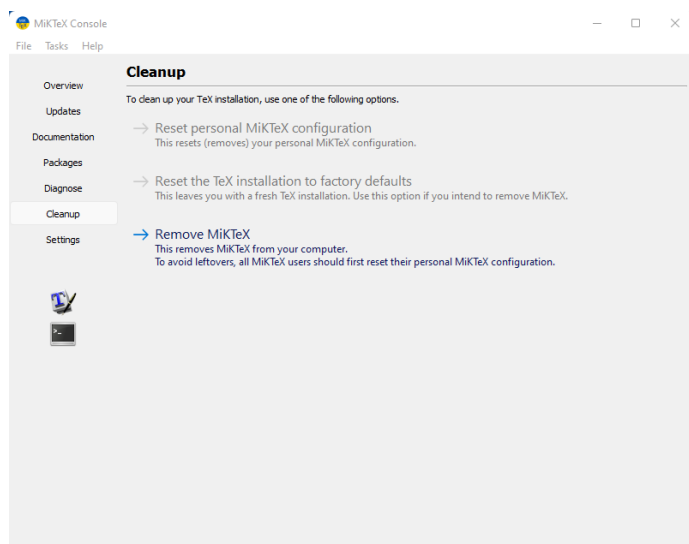 MiKTeX Console
File Tasks Help
Overview
Updates
Documentation
Packages
Diagnose
Cleanup
Settings
Cleanup
To clean up your TeX installation, use one of the following options.
Reset personal MiKTeX configuration
This resets (removes) your personal MiKTeX configuration.
Reset the TeX installation to factory defaults
This leaves you with a fresh TeX installation. Use this option if you intend to remove MiKTeX.
Remove MiKTeX
This removes MiKTeX from your computer.
To avoid leftovers, all MiKTeX users should first reset their personal MiKTeX configuration.